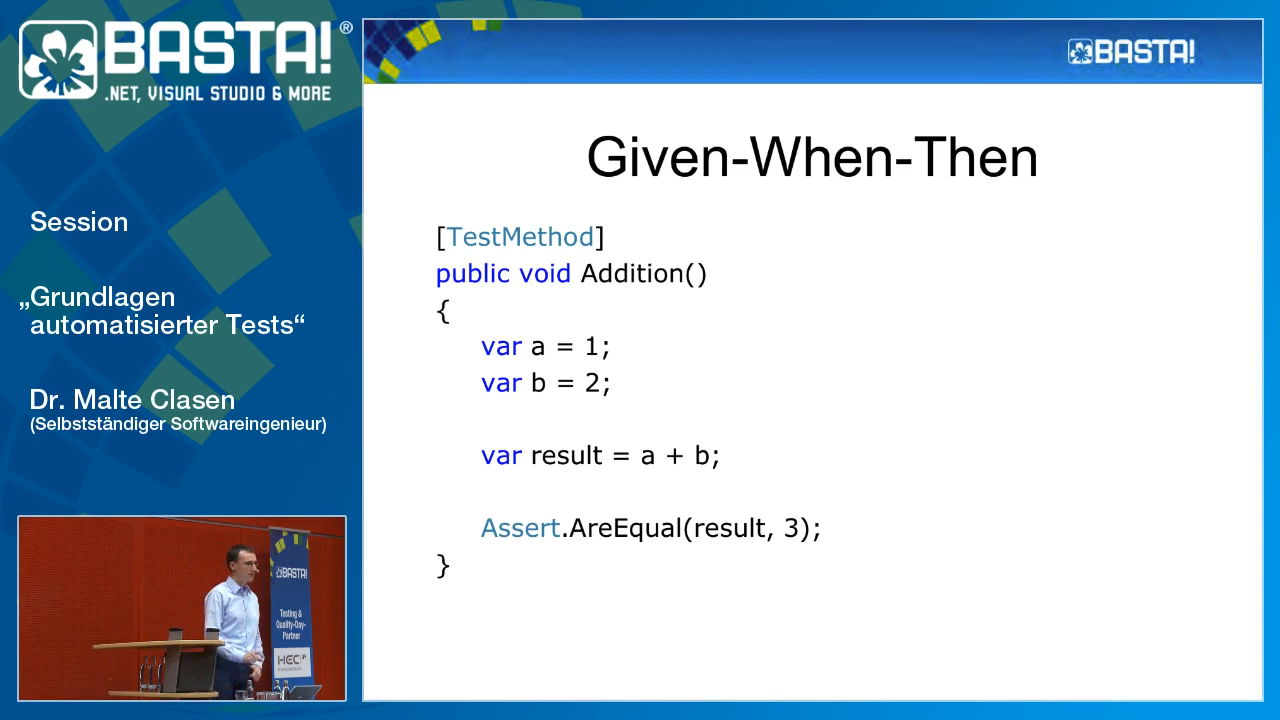 BASTA!®
.NET, VISUAL STUDIO & MORE
Session
„Grundlagen
automatisierter Tests“
Dr. Malte Clasen
(Selbstständiger Softwareingenieur)
BASTA!
Given-When-Then
[TestMethod]
public void Addition()
{
var a = 1;
var b = 2;
var result = a + b;
Assert.AreEqual(result, 3);
}
BASTA!
Testing &
Quality-Day-
Partner
HEC